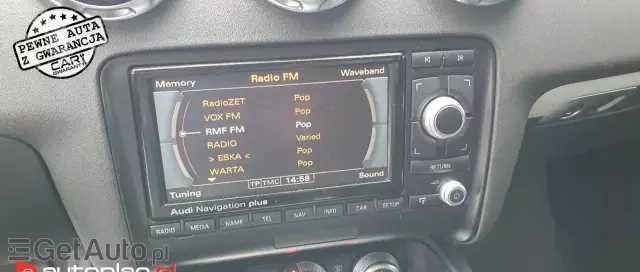 PEWNE AUTA
Z GWARANCJĄ
CAR
GWARANT
Memory
Radio FM
Waveband
RadioZET Pop
VOX FM Pop
RMF FM Pop
RADIO Varied
> ESKA < Pop
WARTA Pop
TP TMC 14:58
Tuning
Sound
Audi Navigation plus
RADIO MEDIA NAME TEL NAV INFO CAR SETUP
RETURN
GetAuto.pl
autoplac.pl